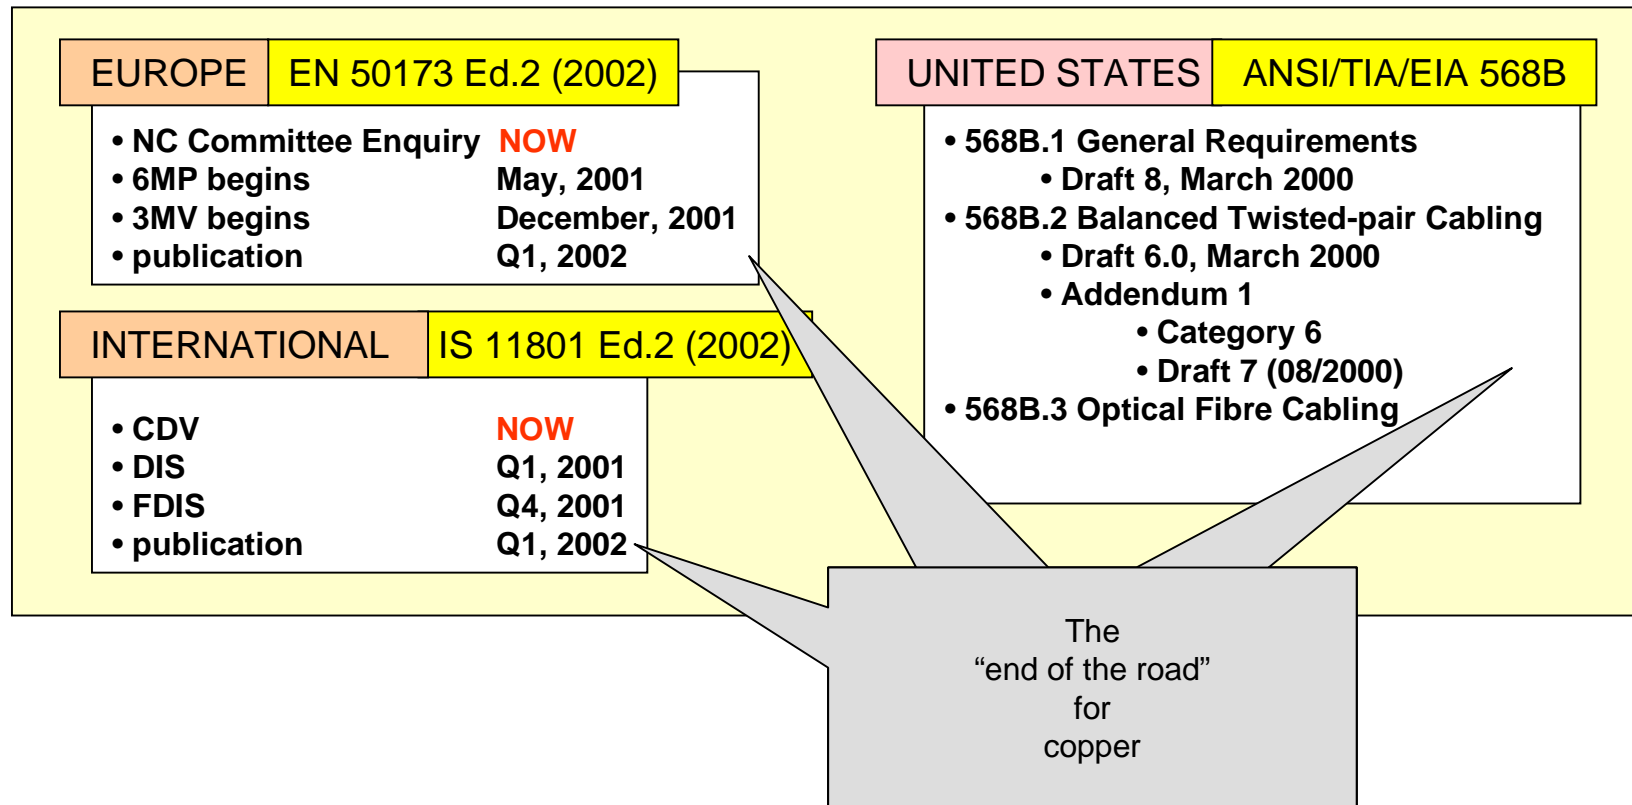 EUROPE EN 50173 Ed.2 (2002)
• NC Committee Enquiry NOW
• 6MP begins May, 2001
• 3MV begins December, 2001
• publication Q1, 2002
INTERNATIONAL IS 11801 Ed.2 (2002)
• CDV NOW
• DIS Q1, 2001
• FDIS Q4, 2001
• publication Q1, 2002
UNITED STATES ANSI/TIA/EIA 568B
• 568B.1 General Requirements
• Draft 8, March 2000
• 568B.2 Balanced Twisted-pair Cabling
• Draft 6.0, March 2000
• Addendum 1
• Category 6
• Draft 7 (08/2000)
• 568B.3 Optical Fibre Cabling
The
“end of the road”
for
copper